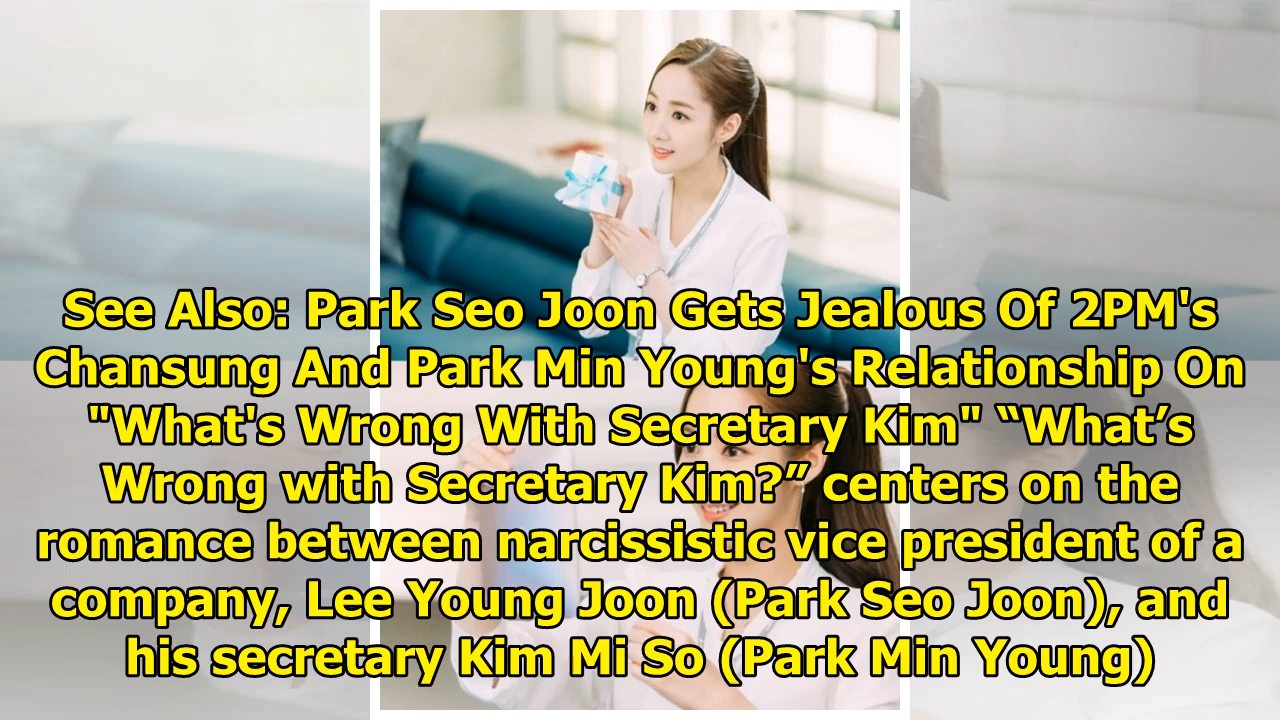 See Also: Park Seo Joon Gets Jealous Of 2PM's
Chansung And Park Min Young's Relationship On
"What's Wrong With Secretary Kim" “What’s
Wrong with Secretary Kim?” centers on the
romance between narcissistic vice president of a
company, Lee Young Joon (Park Seo Joon), and
his secretary Kim Mi So (Park Min Young)